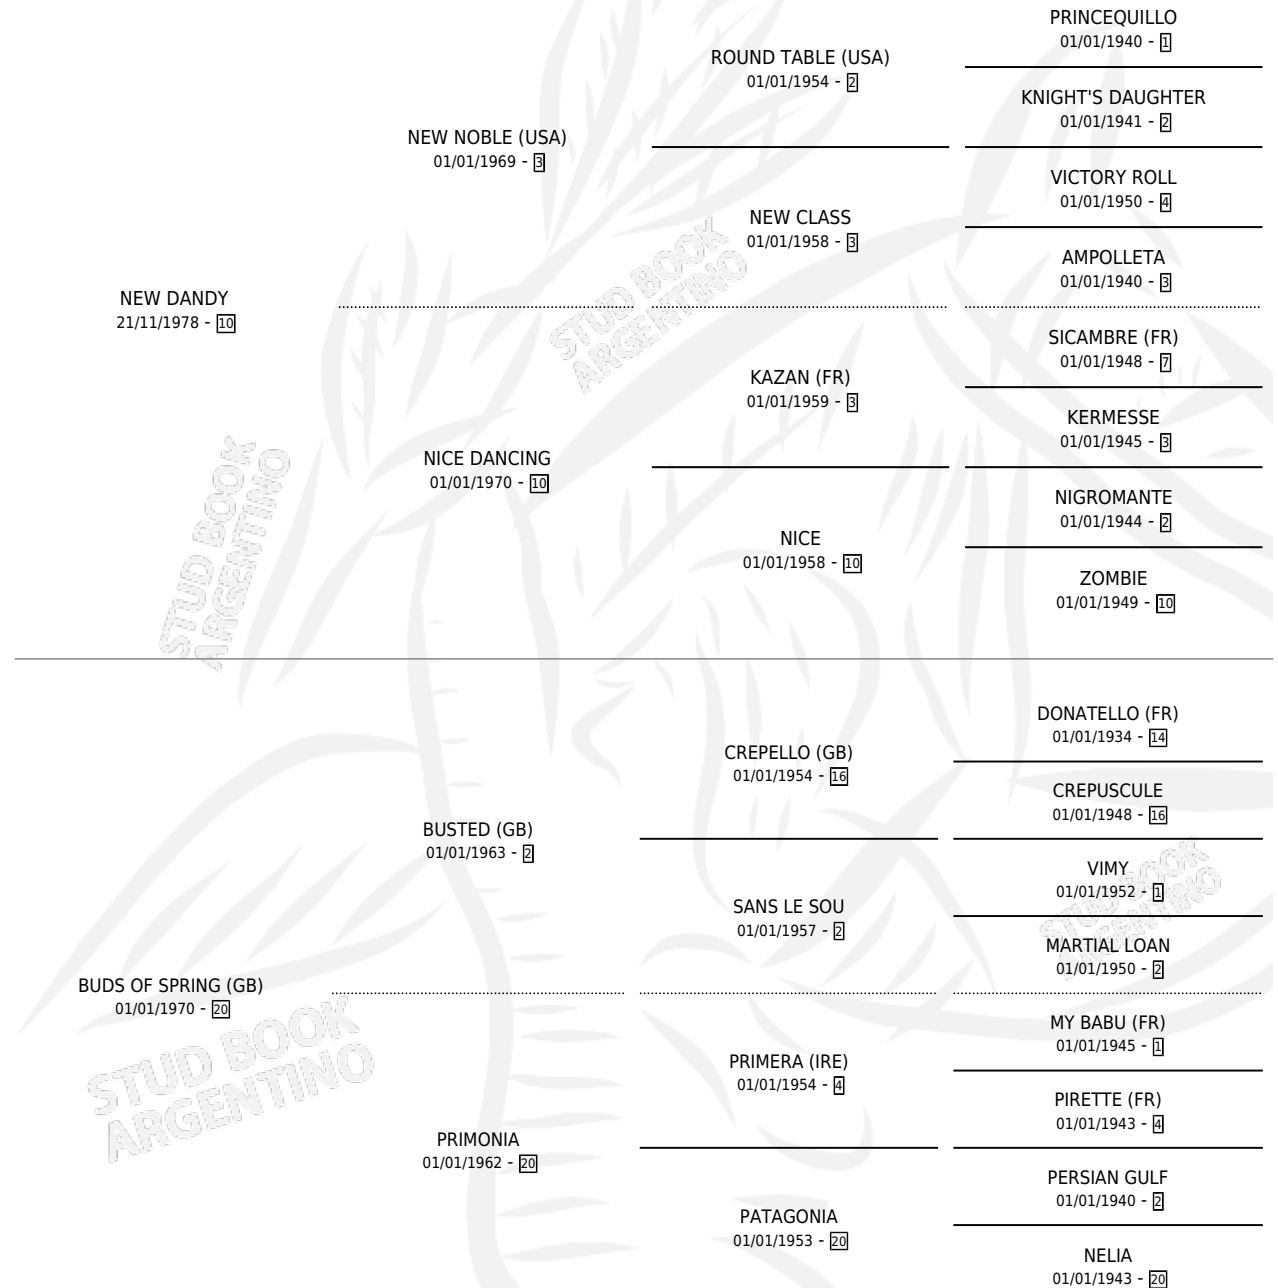 PRINCEQUILLO
01/01/1940 - 1
ROUND TABLE (USA)
01/01/1954 - 2
KNIGHT'S DAUGHTER
01/01/1941 - 2
NEW NOBLE (USA)
01/01/1969 - 3
VICTORY ROLL
01/01/1950 - 4
NEW CLASS
01/01/1958 - 3
AMPOLLETA
01/01/1940 - 3
NEW DANDY
21/11/1978 - 10
SICAMBRE (FR)
01/01/1948 - 7
KAZAN (FR)
01/01/1959 - 3
KERMESSE
01/01/1945 - 3
NICE DANCING
01/01/1970 - 10
NIGROMANTE
01/01/1944 - 2
NICE
01/01/1958 - 10
ZOMBIE
01/01/1949 - 10
DONATELLO (FR)
01/01/1934 - 14
CREPELLO (GB)
01/01/1954 - 16
CREPUSCULE
01/01/1948 - 16
BUSTED (GB)
01/01/1963 - 2
VIMY
01/01/1952 - 1
SANS LE SOU
01/01/1957 - 2
MARTIAL LOAN
01/01/1950 - 2
BUDS OF SPRING (GB)
01/01/1970 - 20
MY BABU (FR)
01/01/1945 - 1
PRIMERA (IRE)
01/01/1954 - 4
PIRETTE (FR)
01/01/1943 - 4
PRIMONIA
01/01/1962 - 20
PERSIAN GULF
01/01/1940 - 2
PATAGONIA
01/01/1953 - 20
NELIA
01/01/1943 - 20
STUD BOOK
ARGENTINO
STUD BOOK
ARGENTINO
STUD BOOK
ARGENTINO
STUD BOOK
ARGENTINO